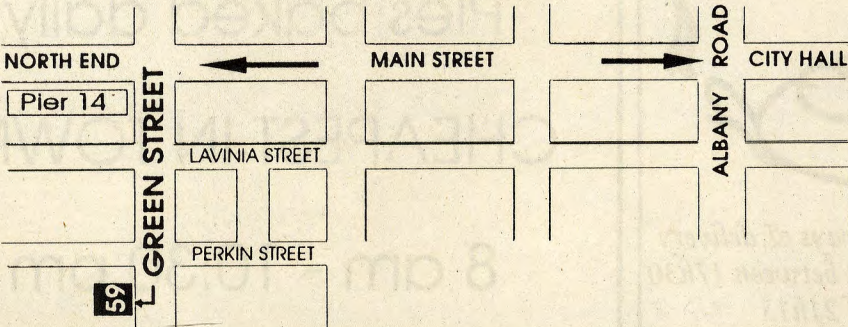 NORTH END
MAIN STREET
ALBANY ROAD
CITY HALL
Pier 14
GREEN STREET
LAVINIA STREET
PERKIN STREET
59